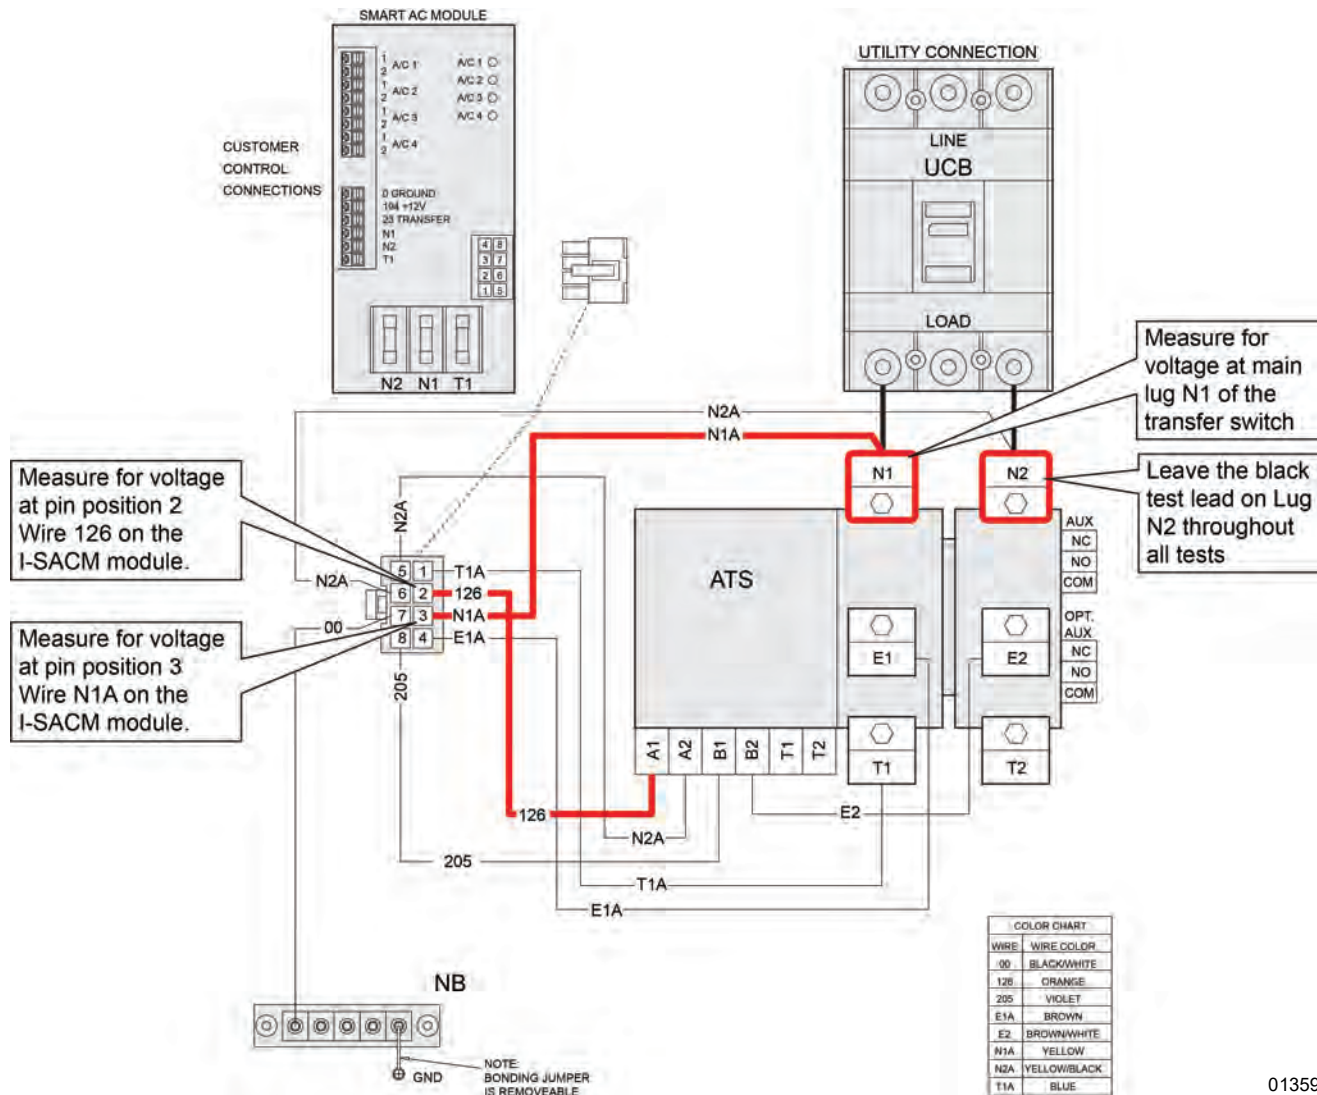 SMART AC MODULE
1
A/C 1
2
1
A/C 2
2
1
A/C 3
2
1
A/C 4
2
A/C 1
A/C 2
A/C 3
A/C 4
CUSTOMER
CONTROL
CONNECTIONS
0 GROUND
194 +12V
23 TRANSFER
N1
N2
T1
4 8
3 7
2 6
1 5
N2 N1 T1
UTILITY CONNECTION
LINE
UCB
LOAD
Measure for
voltage at main
lug N1 of the
transfer switch
Leave the black
test lead on Lug
N2 throughout
all tests
N2A
N1A
N1
N2
Measure for voltage
at pin position 2
Wire 126 on the
I-SACM module.
Measure for voltage
at pin position 3
Wire N1A on the
I-SACM module.
N2A
N2A
00
205
5 1
6 2
7 3
8 4
T1A
126
N1A
E1A
ATS
AUX
NC
NO
COM
OPT.
AUX
NC
NO
COM
E1
E2
A1
A2
B1
B2
T1
T2
T1
T2
126
E2
N2A
205
T1A
E1A
NB
GND
NOTE:
BONDING JUMPER
IS REMOVEABLE
COLOR CHART
WIRE WIRE COLOR
00 BLACK/WHITE
126 ORANGE
205 VIOLET
E1A BROWN
E2 BROWN/WHITE
N1A YELLOW
N2A YELLOW/BLACK
T1A BLUE
01359